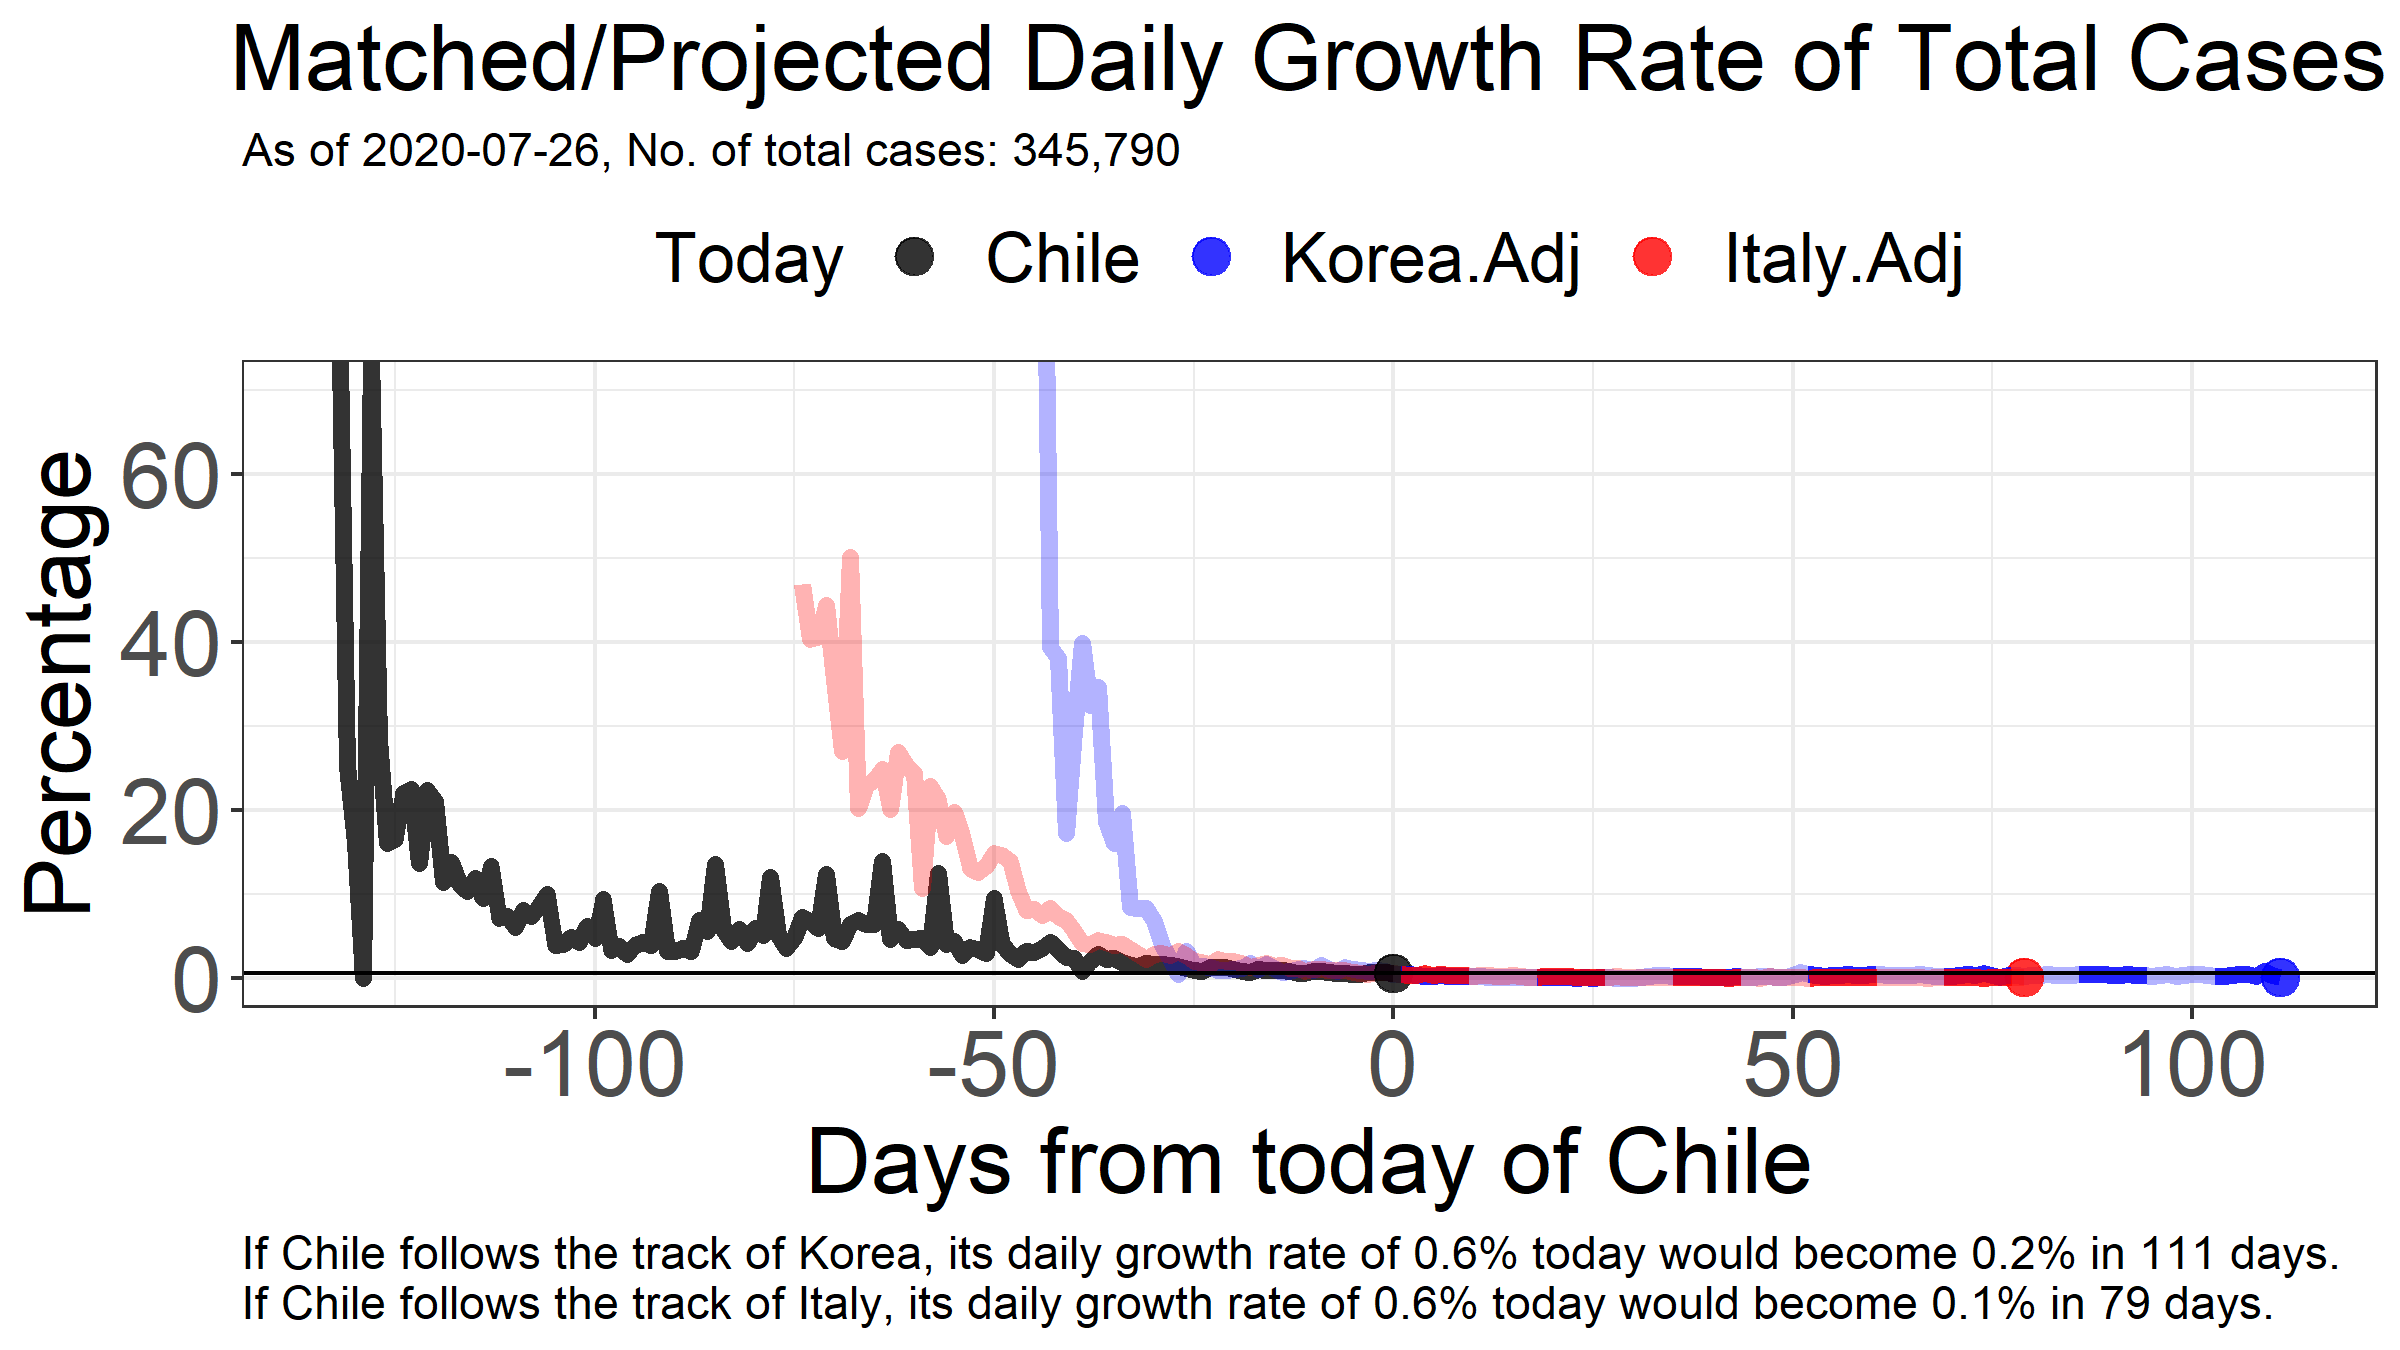 Matched/Projected Daily Growth Rate of Total Cases
As of 2020-07-26, No. of total cases: 345,790
Today Chile Korea.Adj Italy.Adj
Percentage
60
40
20
0
-100 -50 0 50 100
Days from today of Chile
If Chile follows the track of Korea, its daily growth rate of 0.6% today would become 0.2% in 111 days.
If Chile follows the track of Italy, its daily growth rate of 0.6% today would become 0.1% in 79 days.